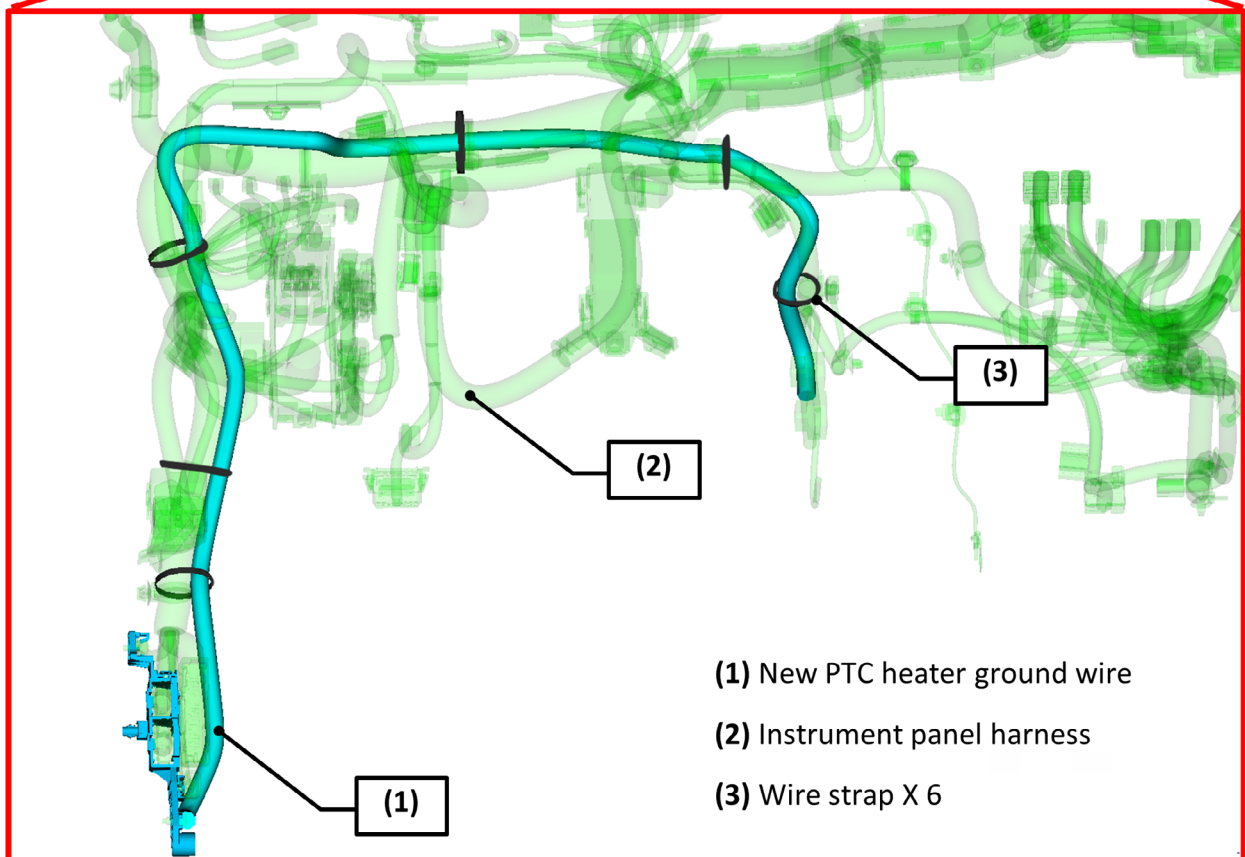 (3)
(2)
(1) New PTC heater ground wire
(2) Instrument panel harness
(1)
(3) Wire strap X 6